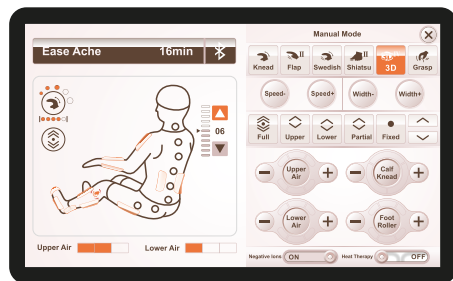 Ease Ache 16min
06
Upper Air Lower Air
Manual Mode
Knead Flap Swedish Shiatsu 3D Grasp
Speed- Speed+ Width- Width+
Full Upper Lower Partial Fixed
Upper Air
Calf Knead
Lower Air
Foot Roller
Negative Ions ON Heat Therapy OFF